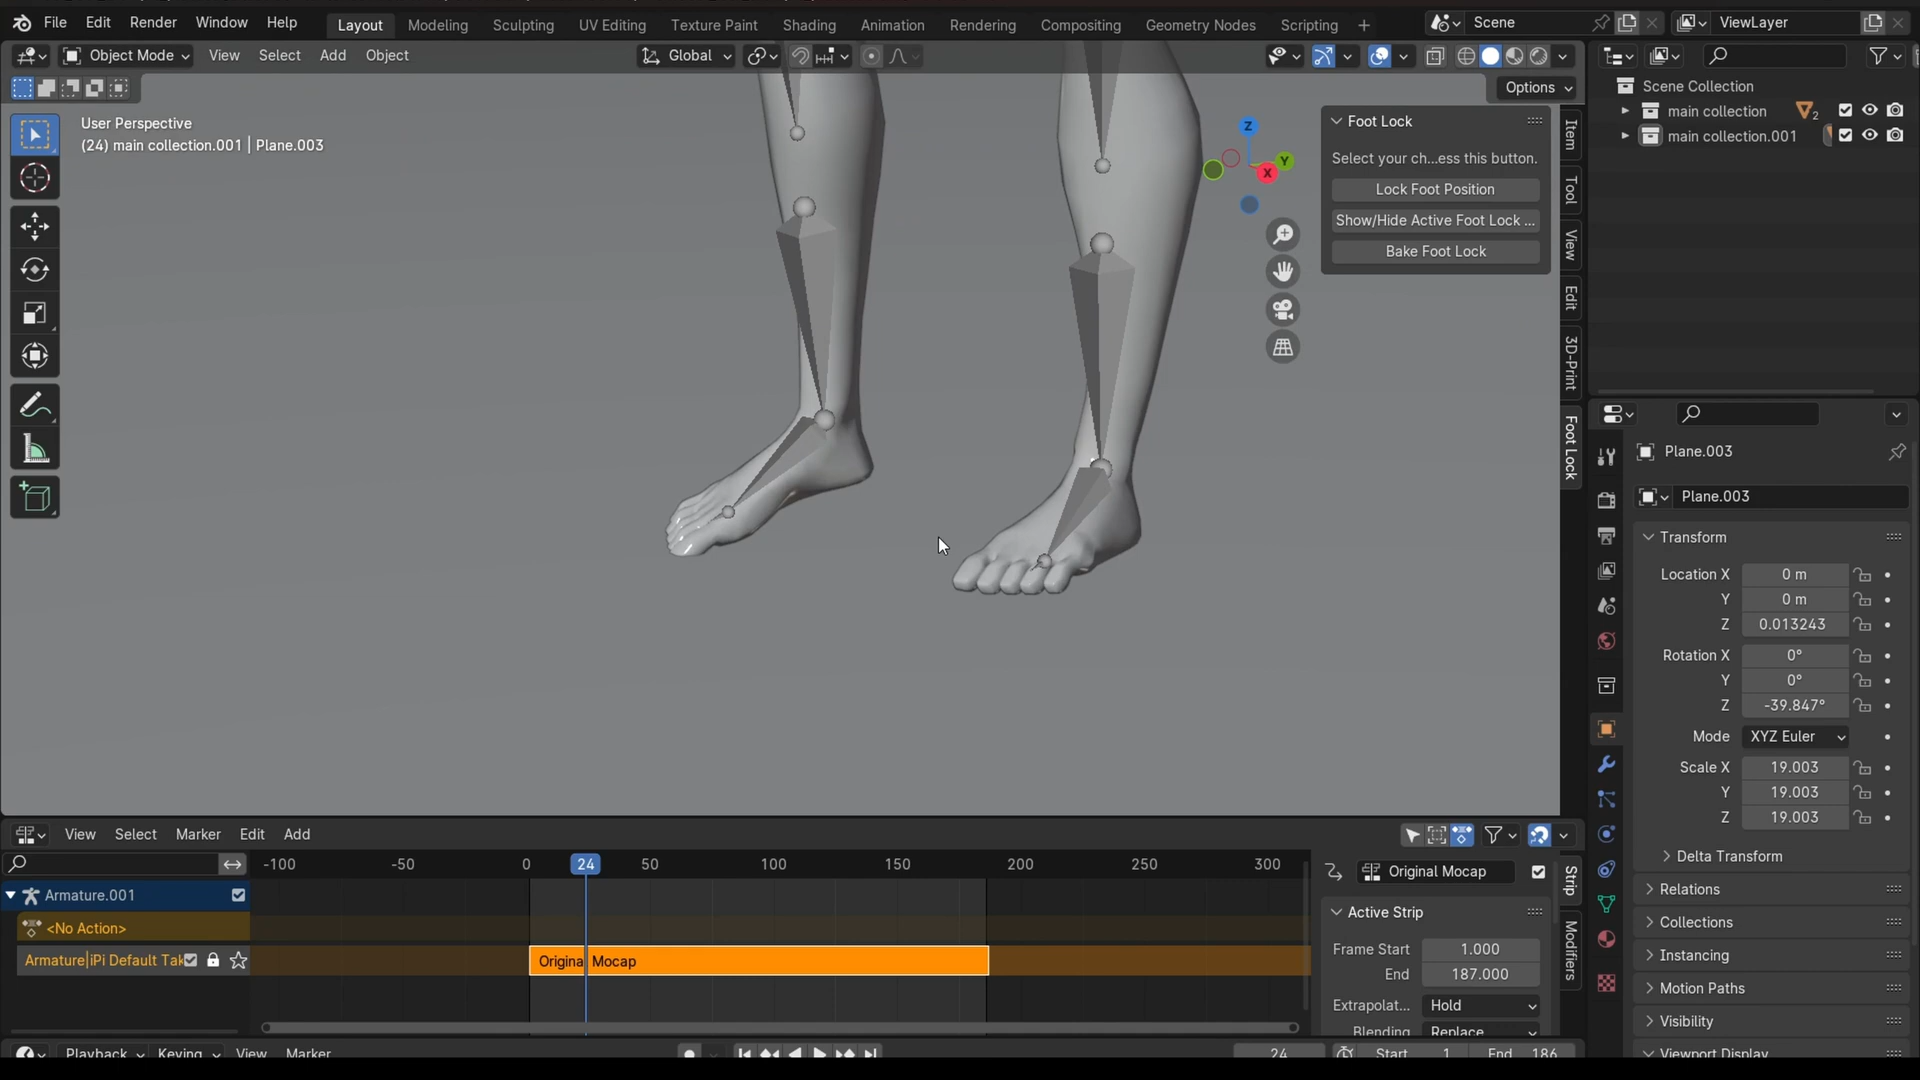 File Edit Render Window Help Layout Modeling Sculpting UV Editing Texture Paint Shading Animation Rendering Compositing Geometry Nodes Scripting + Scene ViewLayer
Object Mode View Select Add Object Global
Options
User Perspective
(24) main collection.001 | Plane.003
Foot Lock
Select your ch...ess this button.
Lock Foot Position
Show/Hide Active Foot Lock ...
Bake Foot Lock
Z
Y
X
Item
Tool
View
Edit
3D-Print
Foot Lock
Scene Collection
main collection 2
main collection.001
Plane.003
Plane.003
Transform
Location X 0 m
Y 0 m
Z 0.013243
Rotation X 0°
Y 0°
Z -39.847°
Mode XYZ Euler
Scale X 19.003
Y 19.003
Z 19.003
Delta Transform
Relations
Collections
Instancing
Motion Paths
Visibility
Viewport Display
View Select Marker Edit Add
-100 -50 0 24 50 100 150 200 250 300
Armature.001
<No Action>
Armature|iPi Default Tak
Original Mocap
Original Mocap
Active Strip
Frame Start 1.000
End 187.000
Extrapolat... Hold
Blending Replace
Strip
Modifiers
Playback Keying View Marker 24 Start 1 End 186